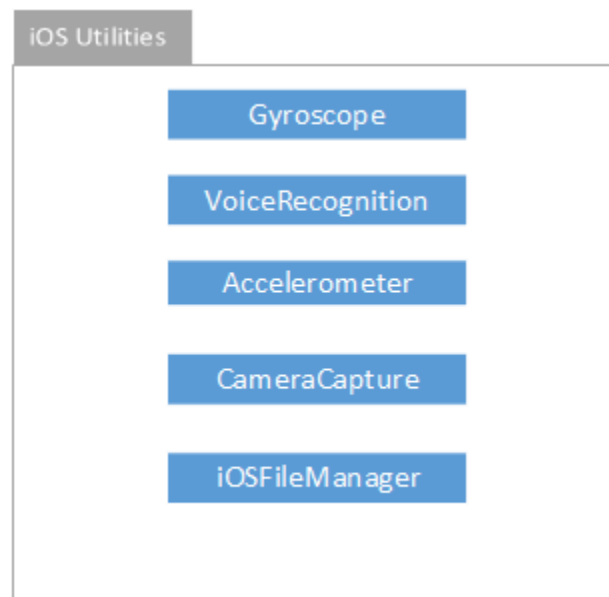 iOS Utilities
Gyroscope
VoiceRecognition
Accelerometer
CameraCapture
iOSFileManager